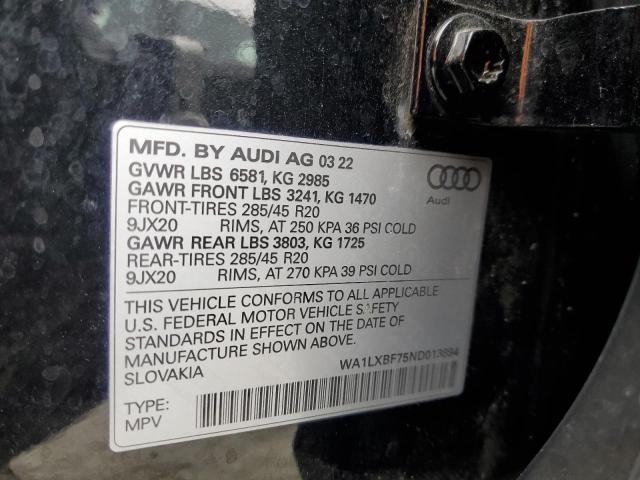 MFD. BY AUDI AG 03 22
GVWR LBS 6581, KG 2985
GAWR FRONT LBS 3241, KG 1470
FRONT-TIRES 285/45 R20
9JX20 RIMS, AT 250 KPA 36 PSI COLD
GAWR REAR LBS 3803, KG 1725
REAR-TIRES 285/45 R20
9JX20 RIMS, AT 270 KPA 39 PSI COLD
Audi
THIS VEHICLE CONFORMS TO ALL APPLICABLE
U.S. FEDERAL MOTOR VEHICLE SAFETY
STANDARDS IN EFFECT ON THE DATE OF
MANUFACTURE SHOWN ABOVE.
SLOVAKIA
WA1LXBF75ND013894
TYPE:
MPV